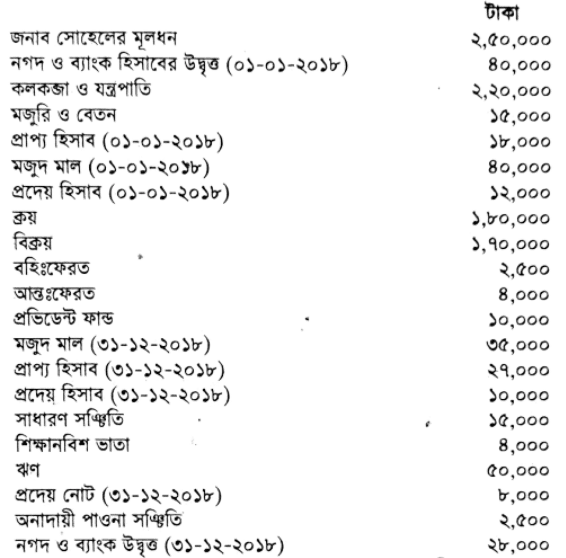 টাকা
জনাব সোহেলের মূলধন ২,৫০,০০০
নগদ ও ব্যাংক হিসাবের উদ্বৃত্ত (০১-০১-২০১৮) ৪০,০০০
কলকব্জা ও যন্ত্রপাতি ২,২০,০০০
মজুরি ও বেতন ১৫,০০০
প্রাপ্য হিসাব (০১-০১-২০১৮) ১৮,০০০
মজুদ মাল (০১-০১-২০১৮) ৪০,০০০
প্রদেয় হিসাব (০১-০১-২০১৮) ১২,০০০
ক্রয় ১,৮০,০০০
বিক্রয় ১,৭০,০০০
বহিঃফেরত ২,৫০০
আন্তঃফেরত ৪,০০০
প্রভিডেন্ট ফান্ড ১০,০০০
মজুদ মাল (৩১-১২-২০১৮) ৩৫,০০০
প্রাপ্য হিসাব (৩১-১২-২০১৮) ২৭,০০০
প্রদেয় হিসাব (৩১-১২-২০১৮) ১০,০০০
সাধারণ সঞ্চিতি ১৫,০০০
শিক্ষানবিশ ভাতা ৪,০০০
ঋণ ৫০,০০০
প্রদেয় নোট (৩১-১২-২০১৮) ৮,০০০
অনাদায়ী পাওনা সঞ্চিতি ২,৫০০
নগদ ও ব্যাংক উদ্বৃত্ত (৩১-১২-২০১৮) ২৮,০০০